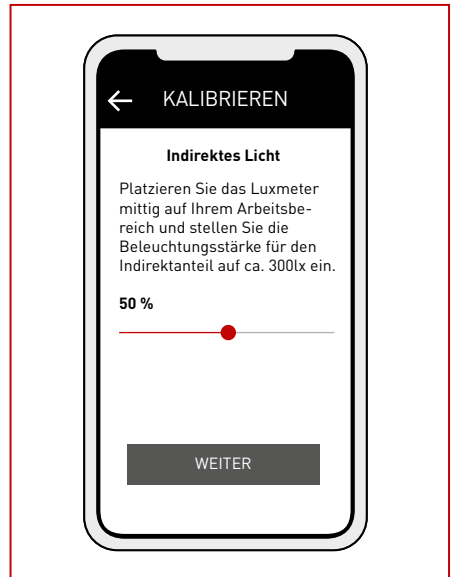 KALIBRIEREN
Indirektes Licht
Platzieren Sie das Luxmeter
mittig auf Ihrem Arbeitsbe-
reich und stellen Sie die
Beleuchtungsstärke für den
Indirektanteil auf ca. 300lx ein.
50 %
WEITER